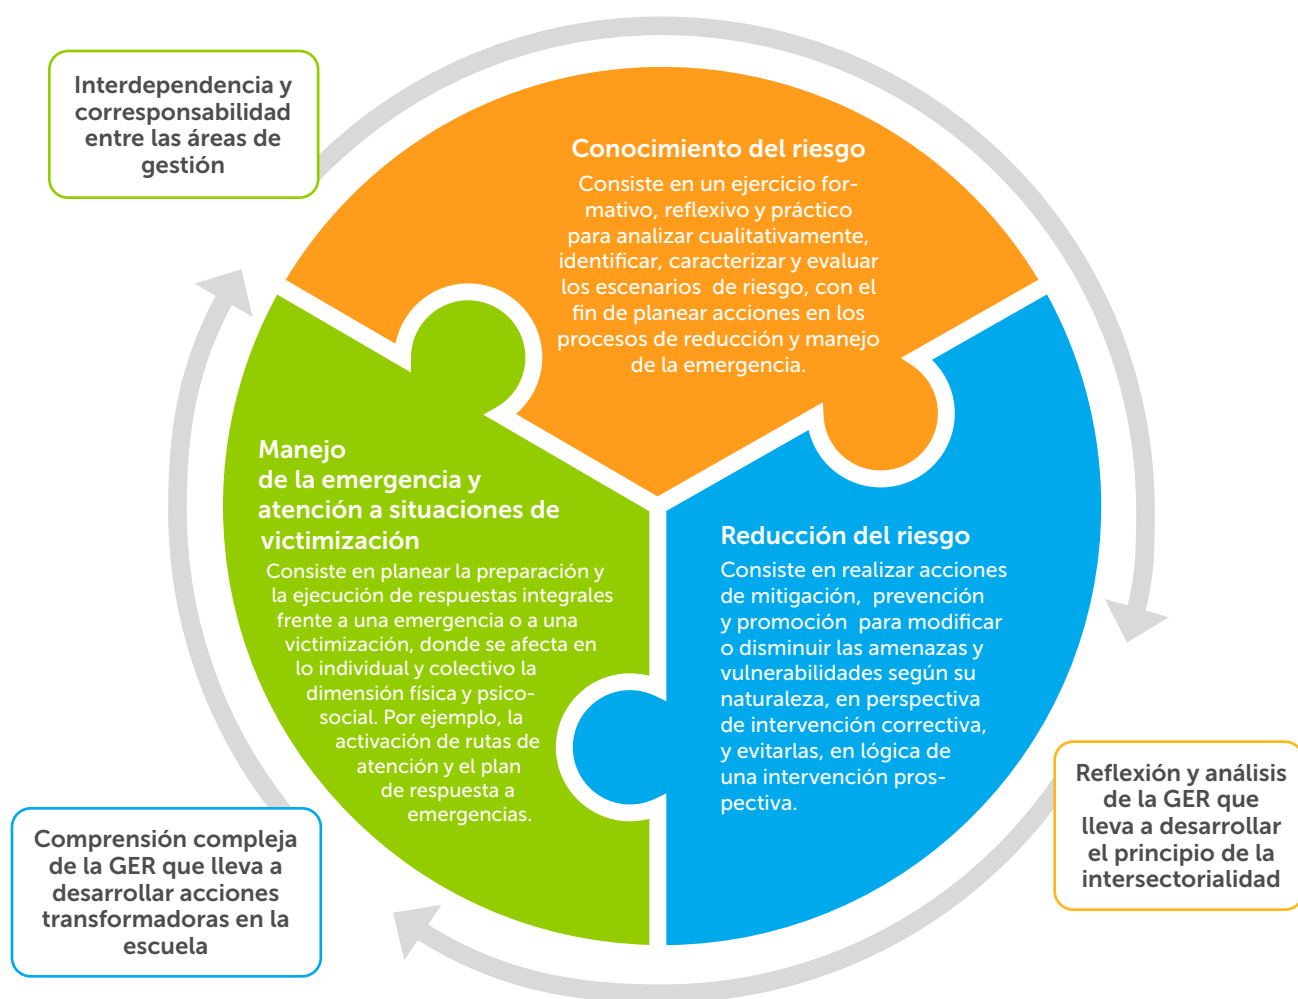 Interdependencia y
corresponsabilidad
entre las áreas de
gestión
Conocimiento del riesgo
Consiste en un ejercicio for-
mativo, reflexivo y práctico
para analizar cualitativamente,
identificar, caracterizar y evaluar
los escenarios de riesgo, con el
fin de planear acciones en los
procesos de reducción y manejo
de la emergencia.
Manejo
de la emergencia y
atención a situaciones de
victimización
Consiste en planear la preparación y
la ejecución de respuestas integrales
frente a una emergencia o a una
victimización, donde se afecta en
lo individual y colectivo la
dimensión física y psico-
social. Por ejemplo, la
activación de rutas de
atención y el plan
de respuesta a
emergencias.
Reducción del riesgo
Consiste en realizar acciones
de mitigación, prevención
y promoción para modificar
o disminuir las amenazas y
vulnerabilidades según su
naturaleza, en perspectiva
de intervención correctiva,
y evitarlas, en lógica de
una intervención pros-
pectiva.
Reflexión y análisis
de la GER que
lleva a desarrollar
el principio de la
intersectorialidad
Comprensión compleja
de la GER que lleva a
desarrollar acciones
transformadoras en la
escuela